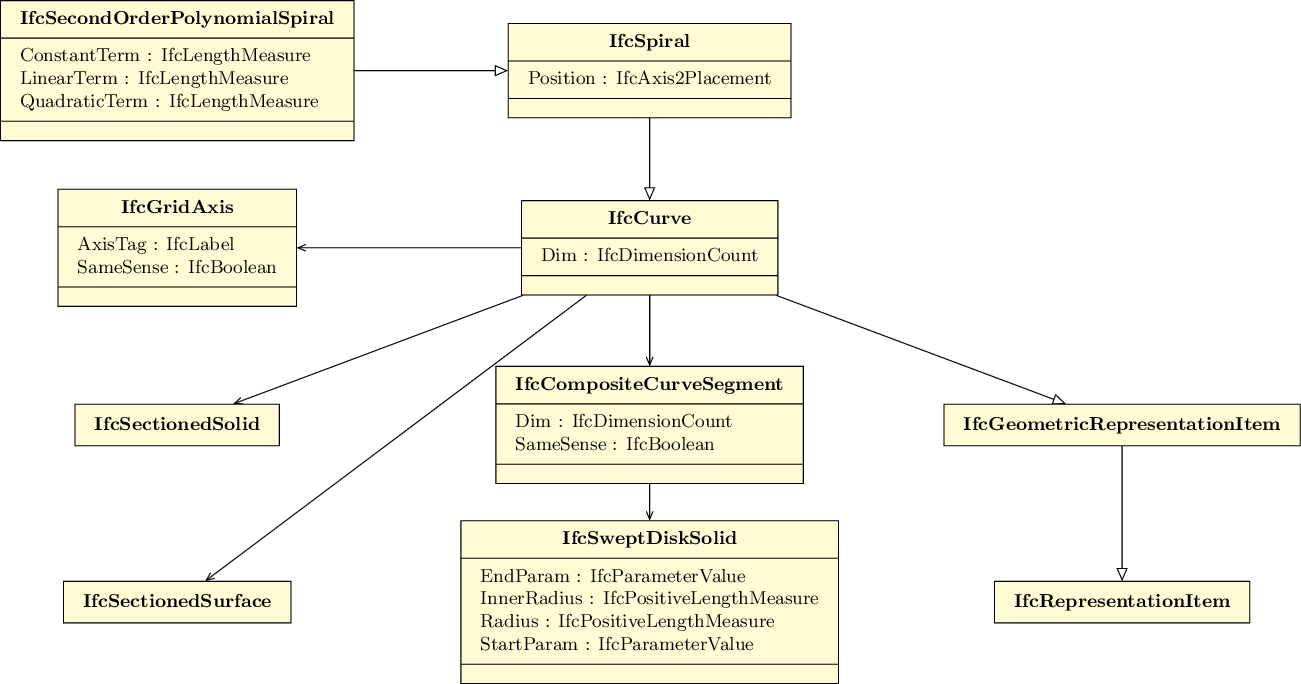 IfcSecondOrderPolynomialSpiral
ConstantTerm : IfcLengthMeasure
LinearTerm : IfcLengthMeasure
QuadraticTerm : IfcLengthMeasure
IfcSpiral
Position : IfcAxis2Placement
IfcGridAxis
AxisTag : IfcLabel
SameSense : IfcBoolean
IfcCurve
Dim : IfcDimensionCount
IfcSectionedSolid
IfcCompositeCurveSegment
Dim : IfcDimensionCount
SameSense : IfcBoolean
IfcGeometricRepresentationItem
IfcSectionedSurface
IfcSweptDiskSolid
EndParam : IfcParameterValue
InnerRadius : IfcPositiveLengthMeasure
Radius : IfcPositiveLengthMeasure
StartParam : IfcParameterValue
IfcRepresentationItem